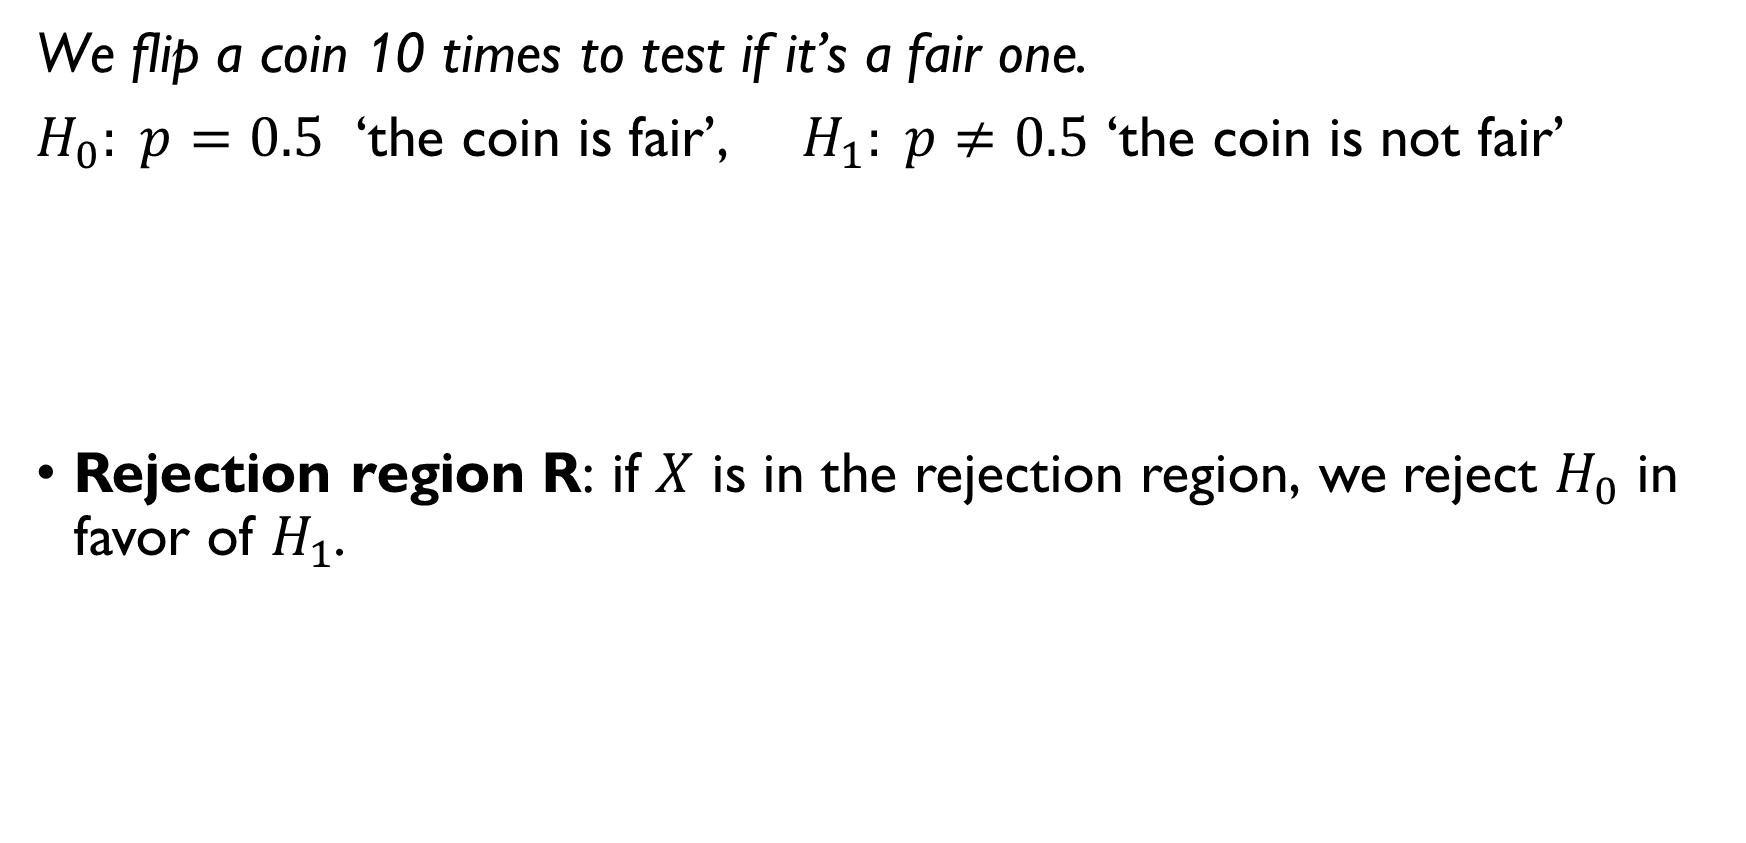 We flip a coin 10 times to test if it’s a fair one.
H₀: p = 0.5 ‘the coin is fair’, H₁: p ≠ 0.5 ‘the coin is not fair’
• Rejection region R: if X is in the rejection region, we reject H₀ in
favor of H₁.